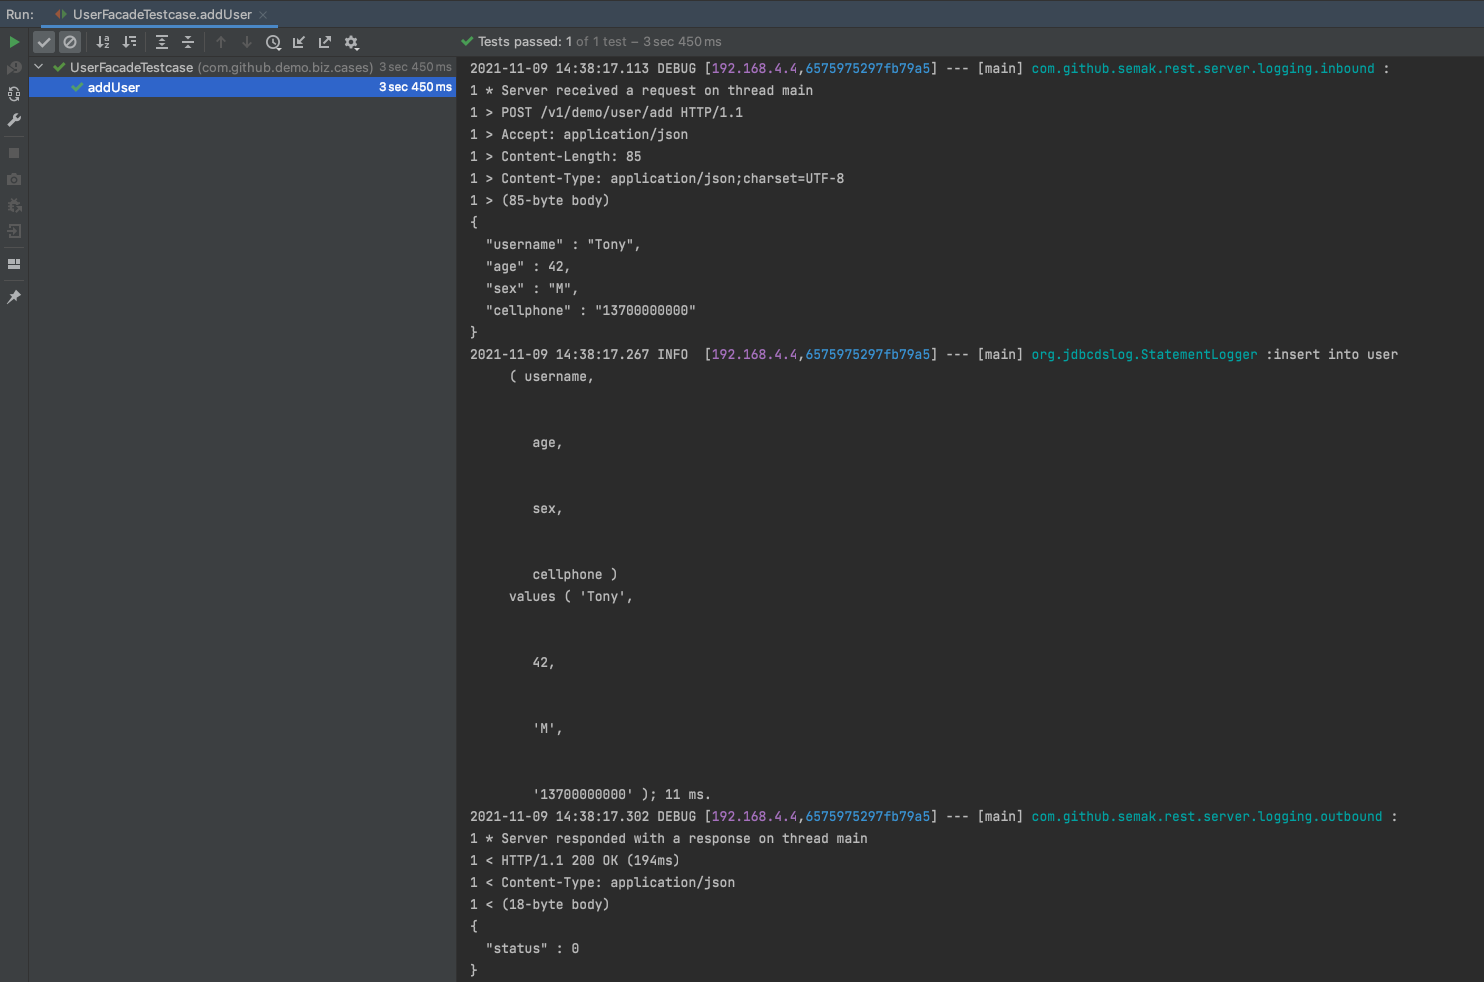 Run: UserFacadeTestcase.addUser
Tests passed: 1 of 1 test – 3 sec 450 ms
UserFacadeTestcase (com.github.demo.biz.cases) 3 sec 450 ms
addUser 3 sec 450 ms
2021-11-09 14:38:17.113 DEBUG [192.168.4.4,6575975297fb79a5] --- [main] com.github.semak.rest.server.logging.inbound :
1 * Server received a request on thread main
1 > POST /v1/demo/user/add HTTP/1.1
1 > Accept: application/json
1 > Content-Length: 85
1 > Content-Type: application/json;charset=UTF-8
1 > (85-byte body)
{
  "username" : "Tony",
  "age" : 42,
  "sex" : "M",
  "cellphone" : "13700000000"
}
2021-11-09 14:38:17.267 INFO  [192.168.4.4,6575975297fb79a5] --- [main] org.jdbcdslog.StatementLogger :insert into user
( username,
age,
sex,
cellphone )
values ( 'Tony',
42,
'M',
'13700000000' ); 11 ms.
2021-11-09 14:38:17.302 DEBUG [192.168.4.4,6575975297fb79a5] --- [main] com.github.semak.rest.server.logging.outbound :
1 * Server responded with a response on thread main
1 < HTTP/1.1 200 OK (194ms)
1 < Content-Type: application/json
1 < (18-byte body)
{
  "status" : 0
}